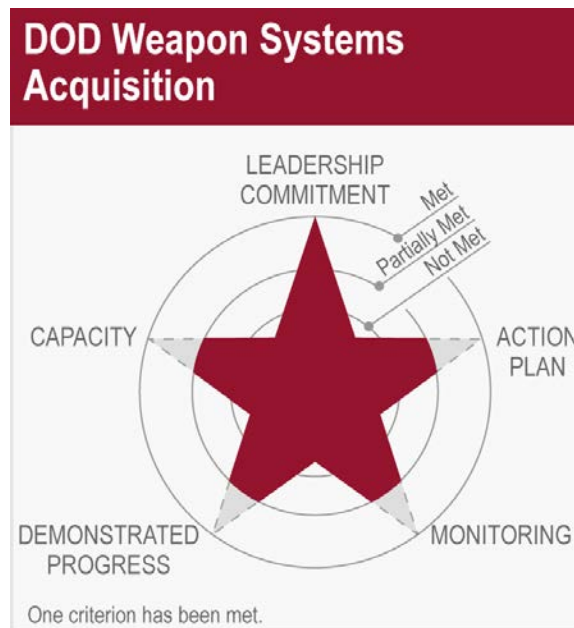 DOD Weapon Systems
Acquisition
LEADERSHIP
COMMITMENT
Met
Partially Met
Not Met
CAPACITY
ACTION
PLAN
DEMONSTRATED
PROGRESS
MONITORING
One criterion has been met.